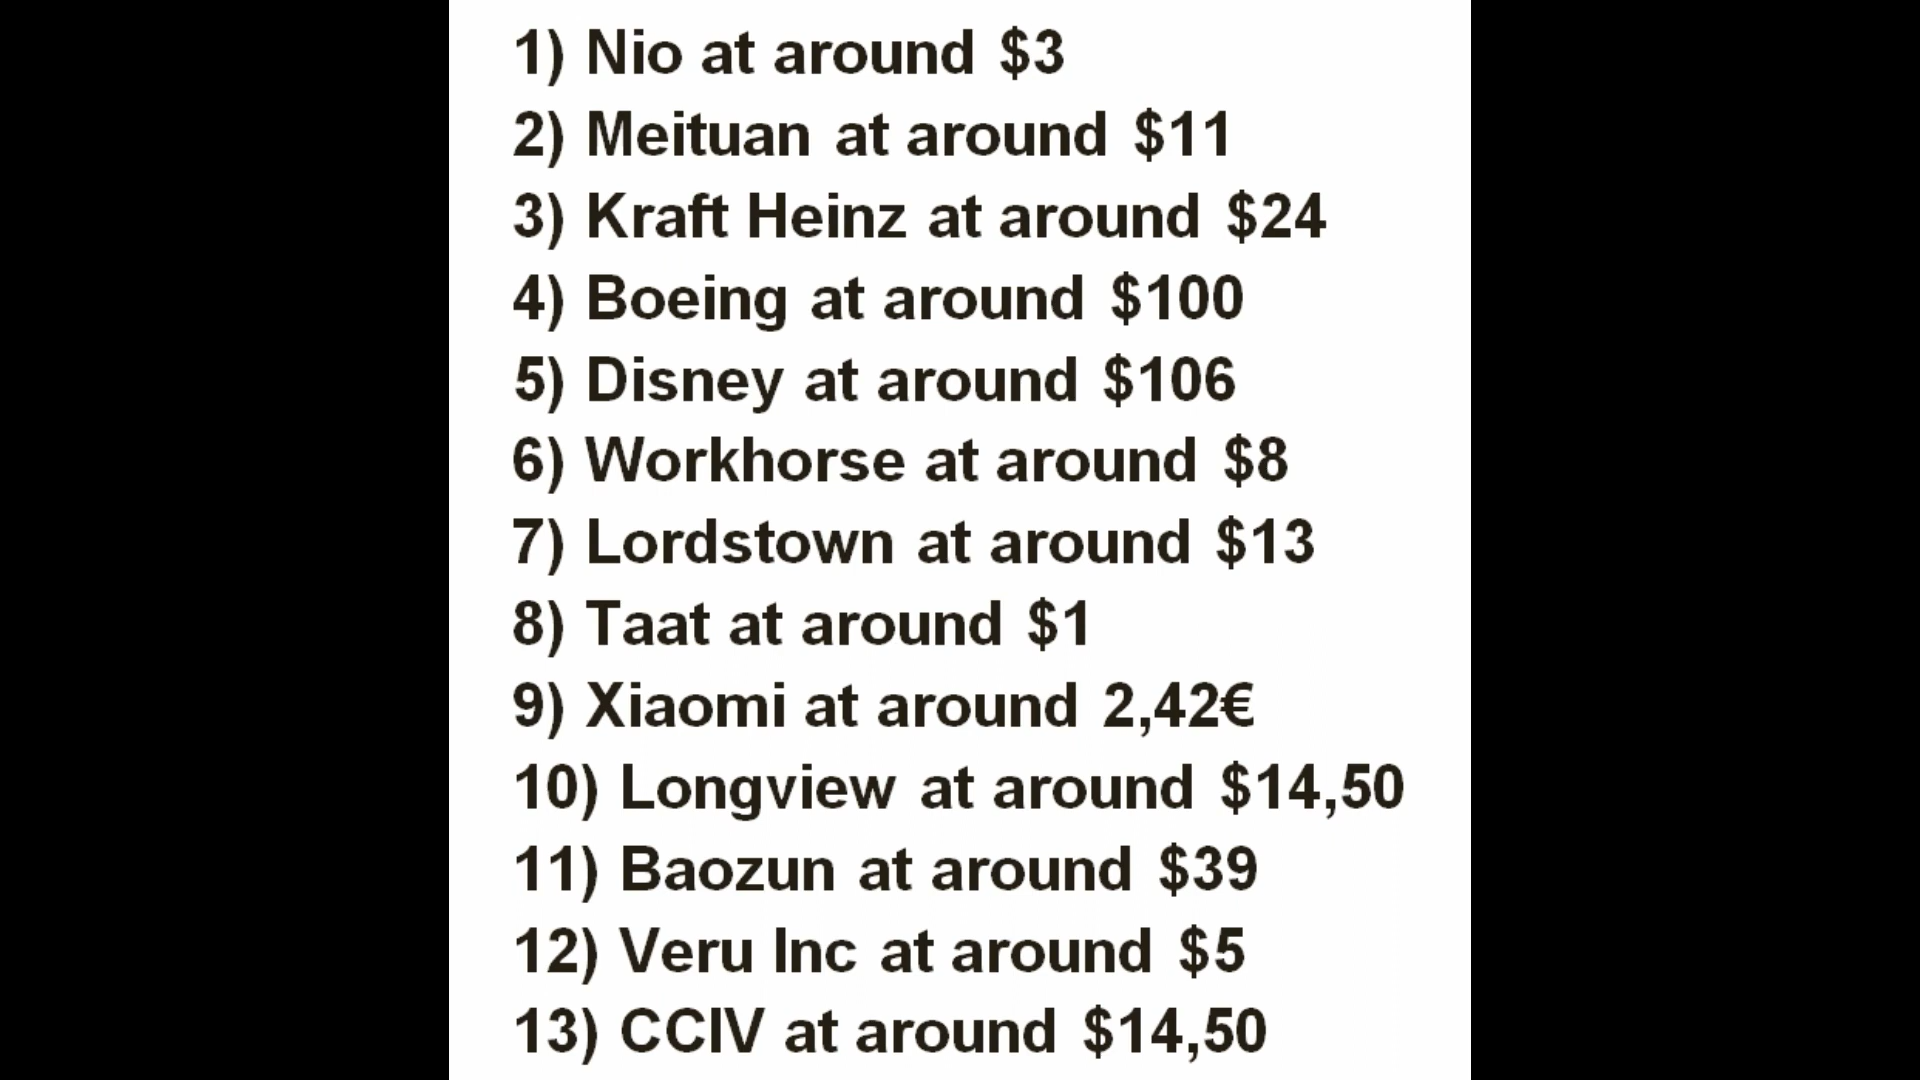 1) Nio at around $3
2) Meituan at around $11
3) Kraft Heinz at around $24
4) Boeing at around $100
5) Disney at around $106
6) Workhorse at around $8
7) Lordstown at around $13
8) Taat at around $1
9) Xiaomi at around 2,42€
10) Longview at around $14,50
11) Baozun at around $39
12) Veru Inc at around $5
13) CCIV at around $14,50